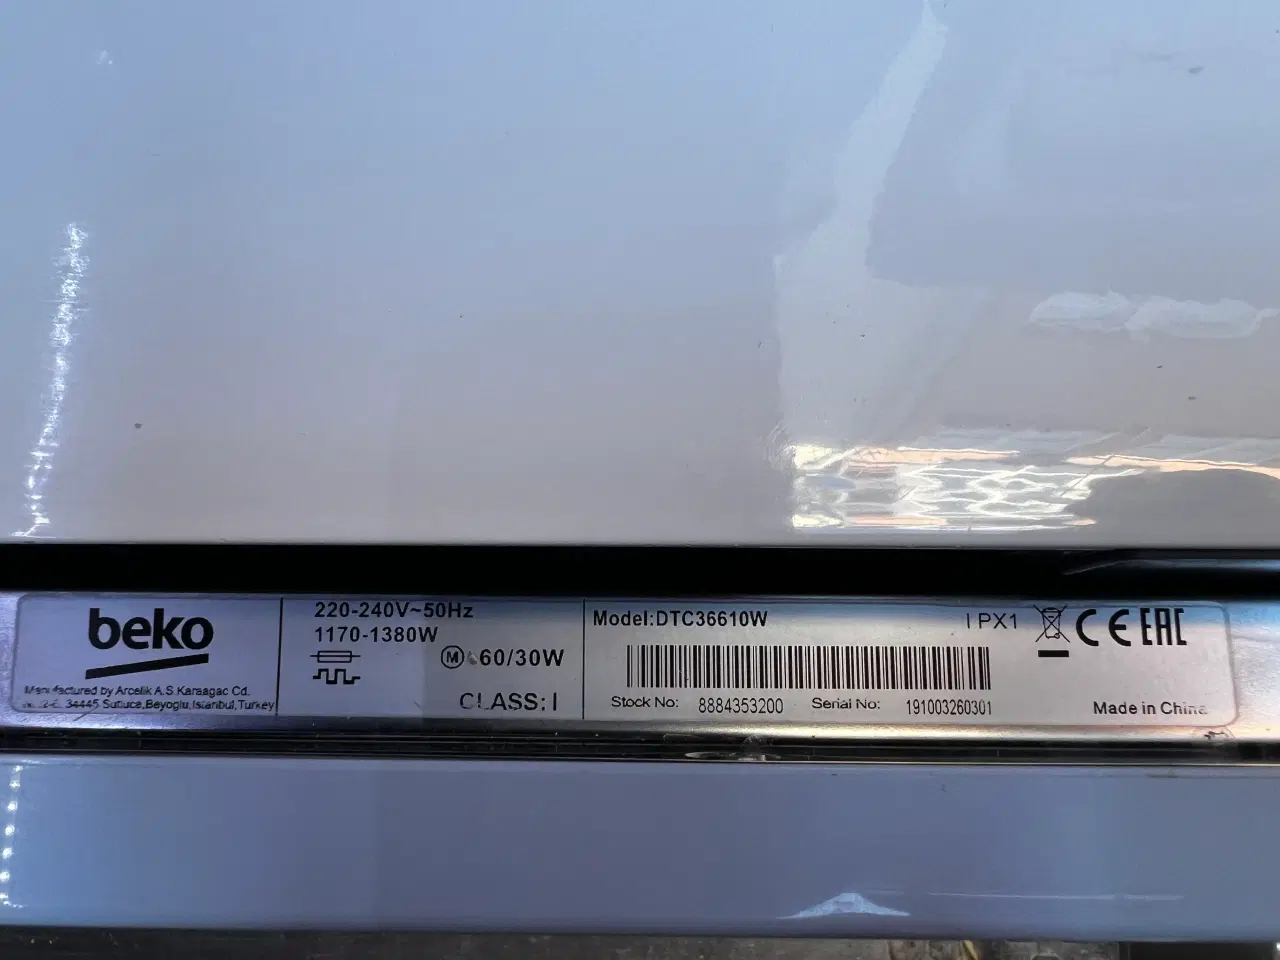 beko
Manufactured by Arcelik A.S. Karaagac Cd.
34445 Sutluce, Beyoglu, Istanbul, Turkey
220-240V~50Hz
1170-1380W
M 60/30W
CLASS: I
Model:DTC36610W
IPX1
CE EAC
Stock No: 8884353200 Serial No: 191003260301
Made in China